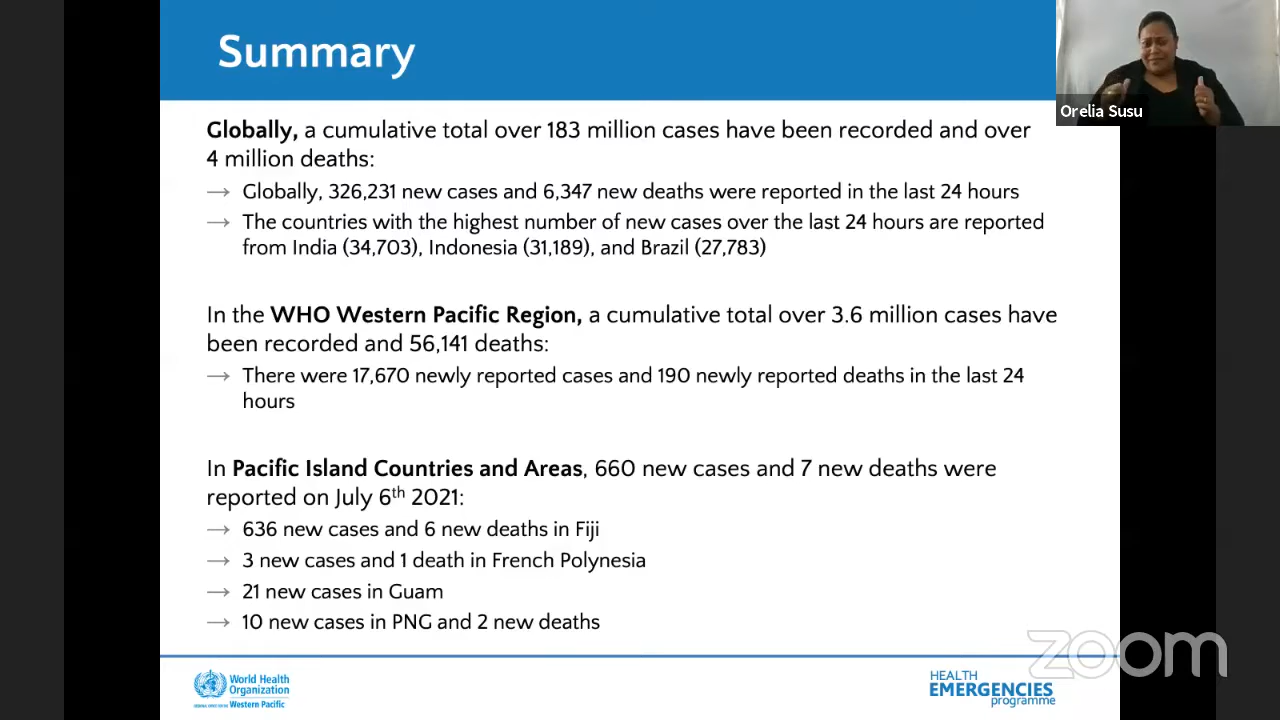 Summary
Orelia Susu
Globally, a cumulative total over 183 million cases have been recorded and over
4 million deaths:
→ Globally, 326,231 new cases and 6,347 new deaths were reported in the last 24 hours
→ The countries with the highest number of new cases over the last 24 hours are reported
from India (34,703), Indonesia (31,189), and Brazil (27,783)
In the WHO Western Pacific Region, a cumulative total over 3.6 million cases have
been recorded and 56,141 deaths:
→ There were 17,670 newly reported cases and 190 newly reported deaths in the last 24
hours
In Pacific Island Countries and Areas, 660 new cases and 7 new deaths were
reported on July 6th 2021:
→ 636 new cases and 6 new deaths in Fiji
→ 3 new cases and 1 death in French Polynesia
→ 21 new cases in Guam
→ 10 new cases in PNG and 2 new deaths
zoom
World Health
Organization
Western Pacific
HEALTH
EMERGENCIES
programme